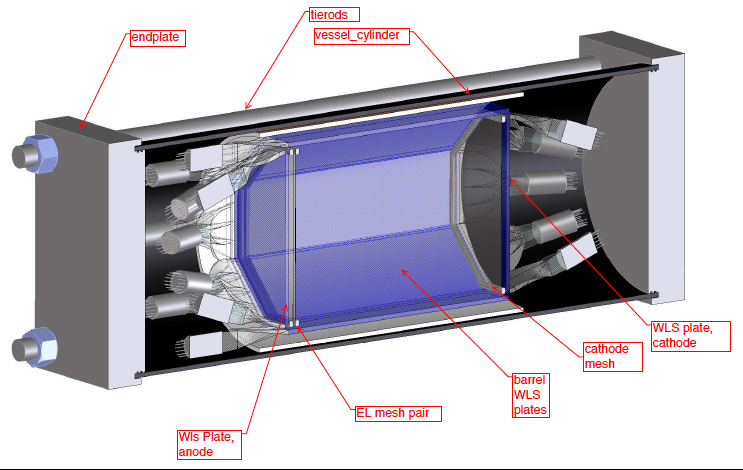 tierods
endplate
vessel_cylinder
WLS plate,
cathode
cathode
mesh
barrel
WLS
plates
EL mesh pair
Wls Plate,
anode